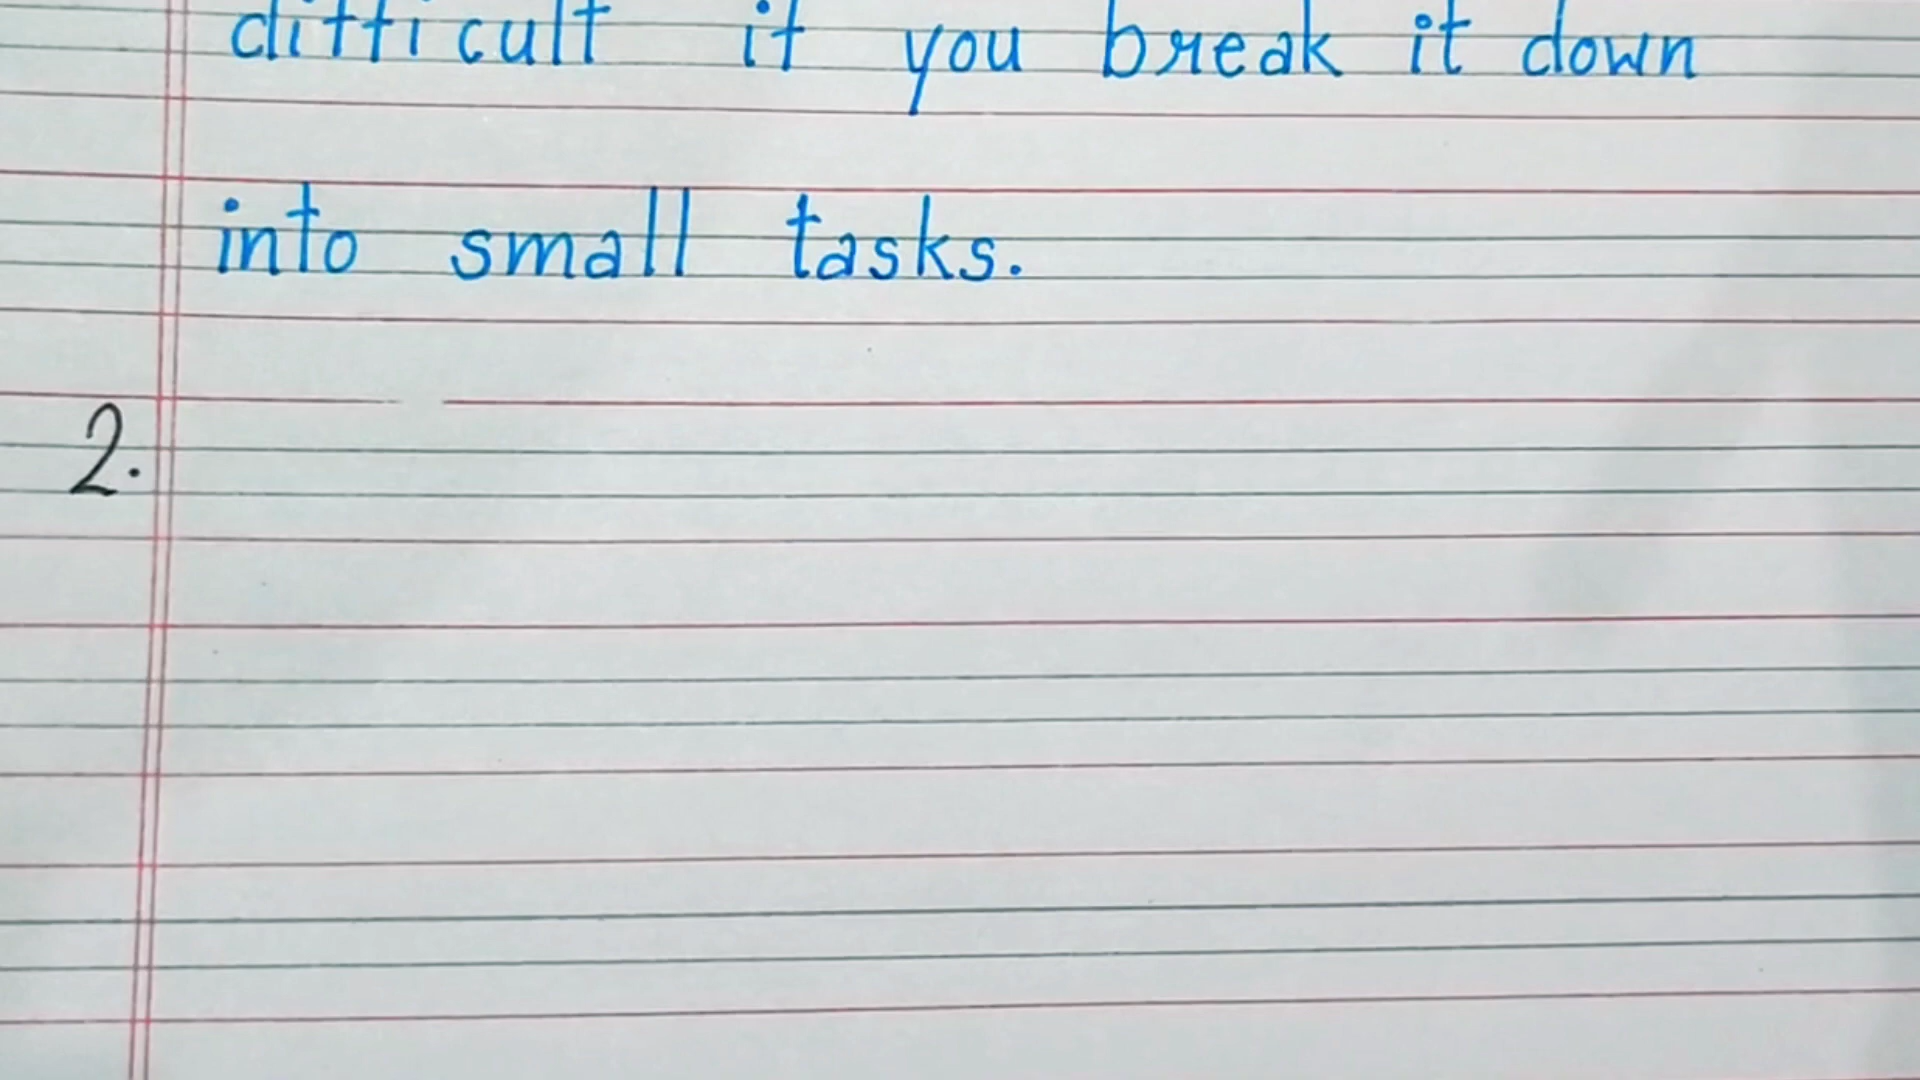 difficult if you break it down
into small tasks.
2.